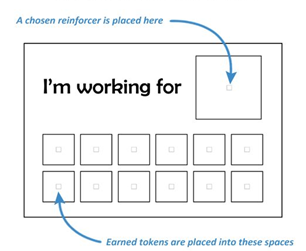 A chosen reinforcer is placed here
I'm working for
Earned tokens are placed into these spaces